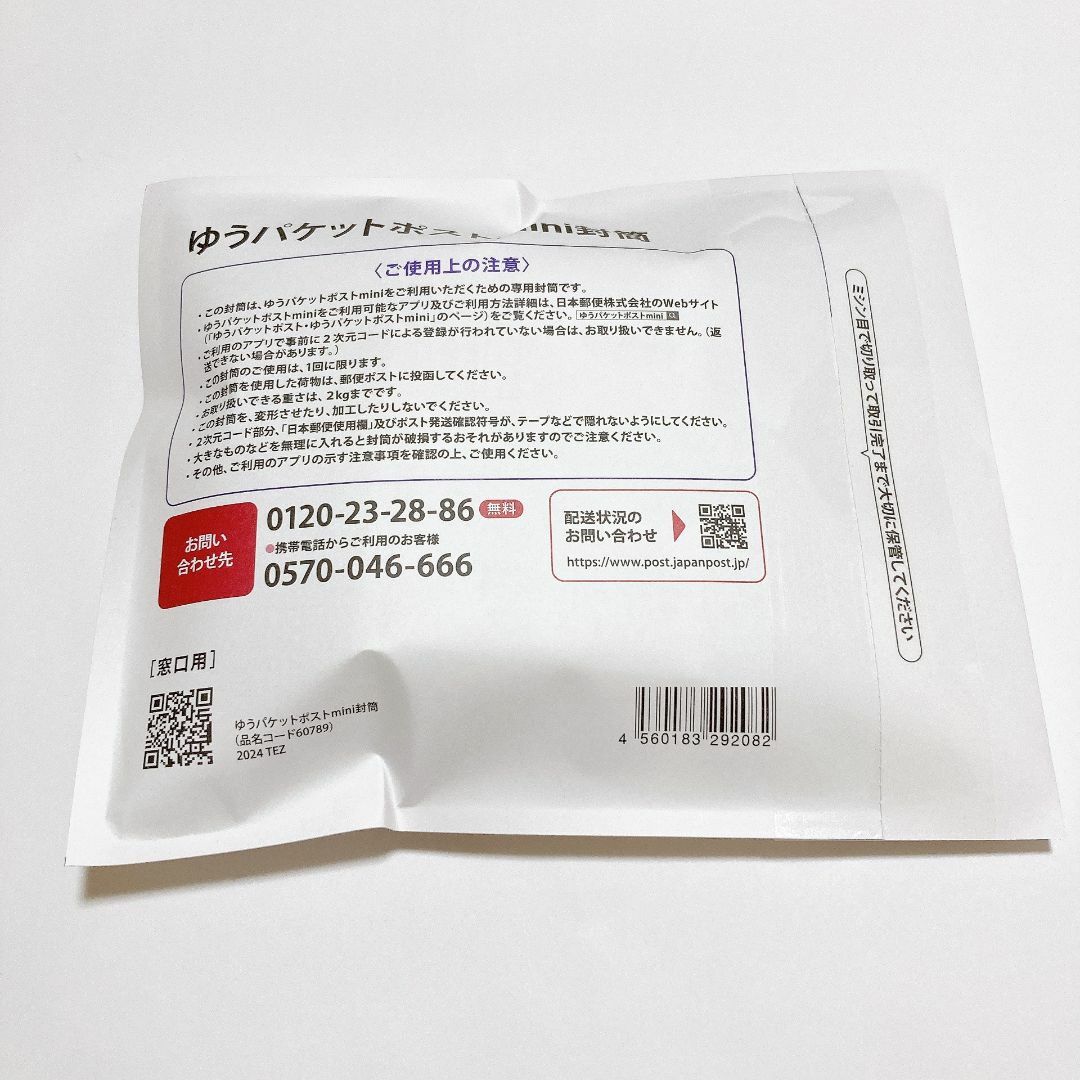 ゆうパケットポストmini封筒
〈ご使用上の注意〉
・この封筒は、ゆうパケットポストminiをご利用いただくための専用封筒です。
・ゆうパケットポストminiをご利用可能なアプリ及びご利用方法詳細は、日本郵便株式会社のWebサイト
(「ゆうパケットポスト・ゆうパケットポストmini」のページ)をご覧ください。 ゆうパケットポストmini
・ご利用のアプリで事前に2次元コードによる登録が行われていない場合は、お取り扱いできません。(返
送できない場合があります。)
・この封筒のご使用は、1回に限ります。
・この封筒を使用した荷物は、郵便ポストに投函してください。
・お取り扱いできる重さは、2kgまでです。
・この封筒を、変形させたり、加工したりしないでください。
・2次元コード部分、「日本郵便使用欄」及びポスト発送確認符号が、テープなどで隠れないようにしてください。
・大きなものなどを無理に入れると封筒が破損するおそれがありますのでご注意ください。
・その他、ご利用のアプリの示す注意事項を確認の上、ご使用ください。
お問い
合わせ先
0120-23-28-86 無料
●携帯電話からご利用のお客様
0570-046-666
配送状況の
お問い合わせ
https://www.post.japanpost.jp/
ミシン目で切り取って取引完了まで大切に保管してください
[窓口用]
ゆうパケットポストmini封筒
(品名コード60789)
2024 TEZ
4 560183 292082